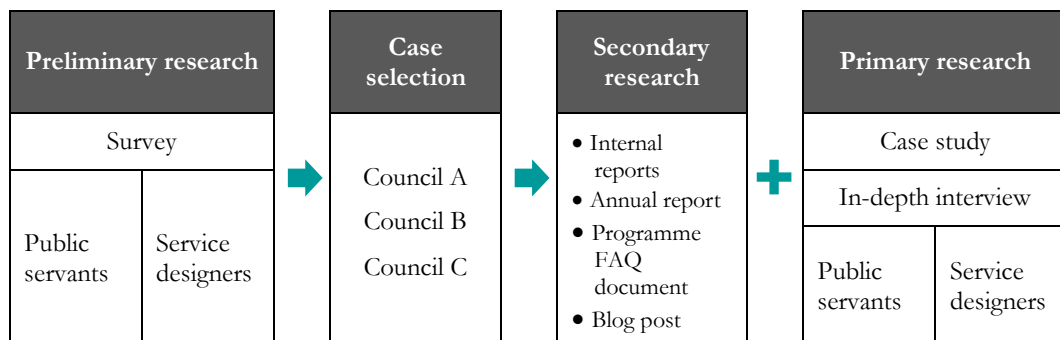 Preliminary research
Survey
Public
servants
Service
designers
Case
selection
Council A
Council B
Council C
Secondary
research
• Internal
reports
• Annual report
• Programme
FAQ
document
• Blog post
Primary research
Case study
In-depth interview
Public
servants
Service
designers